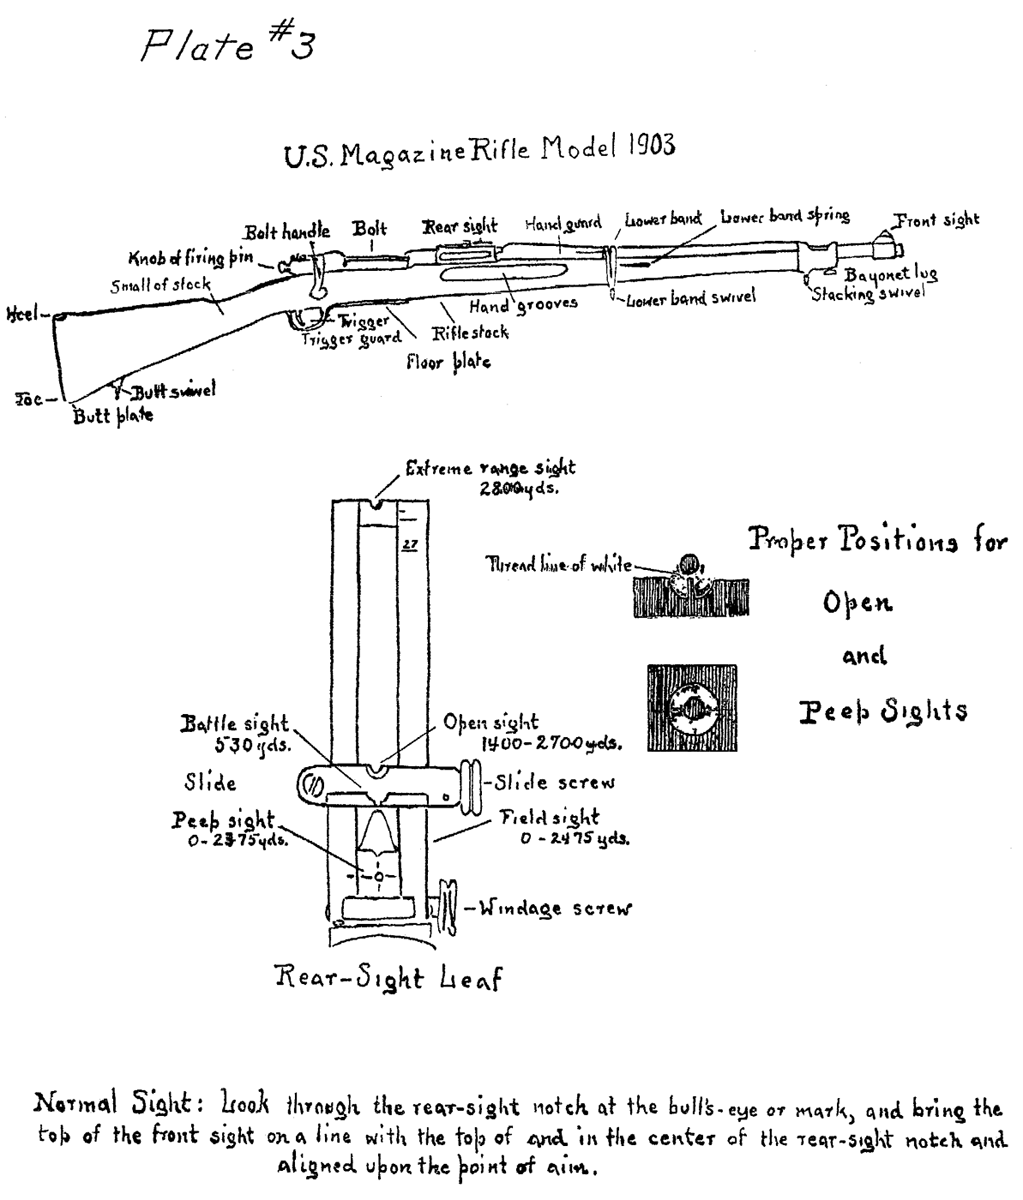 Plate #3
U.S. Magazine Rifle Model 1903
Bolt handle
Bolt
Rear sight
Hand guard
Lower band
Lower band spring
Front sight
Knob of firing pin
Small of stock
Bayonet lug
Stacking swivel
Lower band swivel
Hand grooves
Heel
Trigger
Trigger guard
Rifle stock
Floor plate
Toe
Butt swivel
Butt plate
Extreme range sight
2800 yds.
27
Proper Positions for
Open
and
Peep Sights
Thread line of white
Battle sight
530 yds.
Open sight
1400-2700 yds.
Slide
Slide screw
Peep sight
0-2375 yds.
Field sight
0-2475 yds.
Windage screw
Rear-Sight Leaf
Normal Sight: Look through the rear-sight notch at the bull's-eye or mark, and bring the
top of the front sight on a line with the top of and in the center of the rear-sight notch and
aligned upon the point of aim.